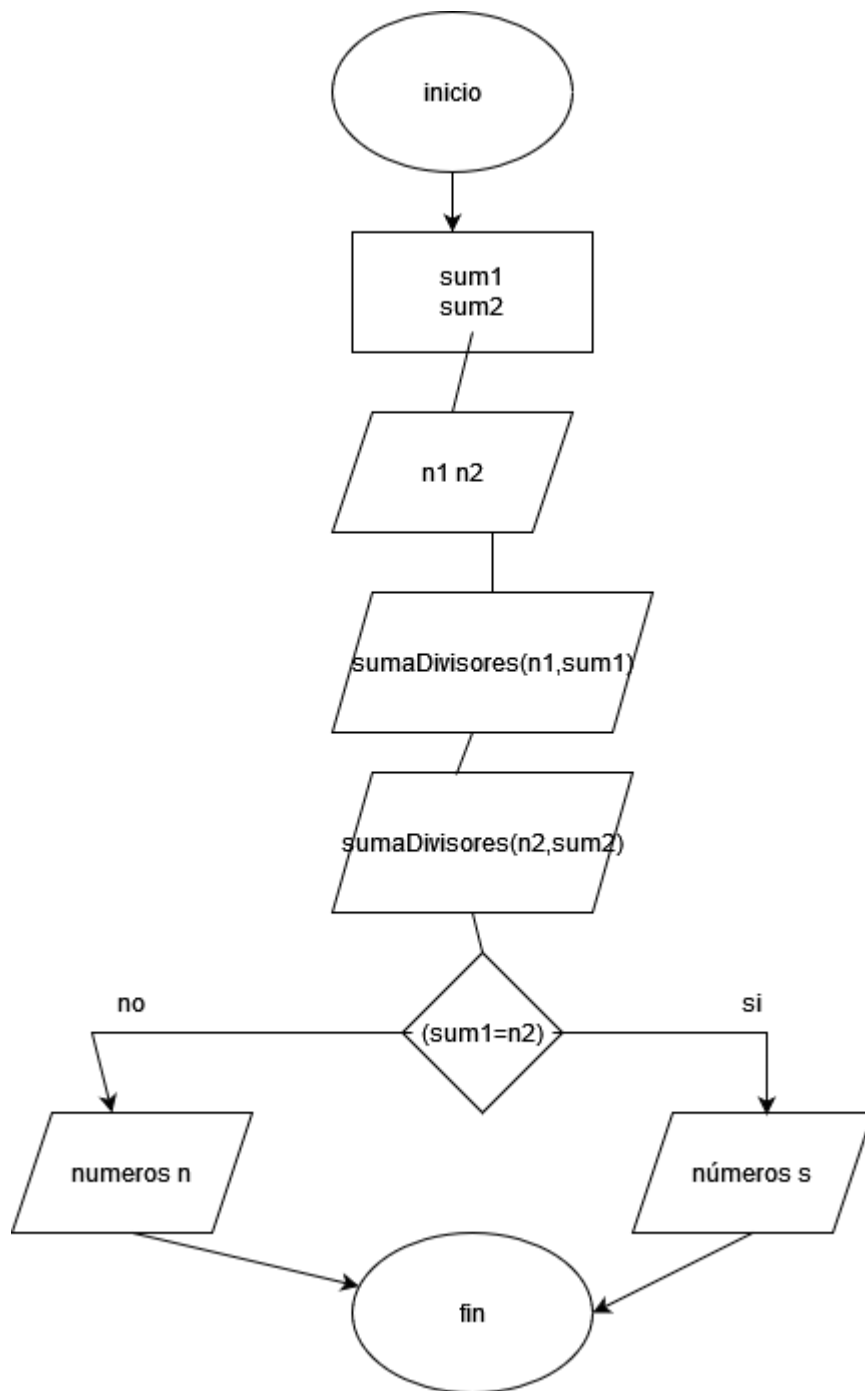 inicio
sum1
sum2
n1 n2
sumaDivisores(n1,sum1)
sumaDivisores(n2,sum2)
no
si
(sum1=n2)
numeros n
números s
fin